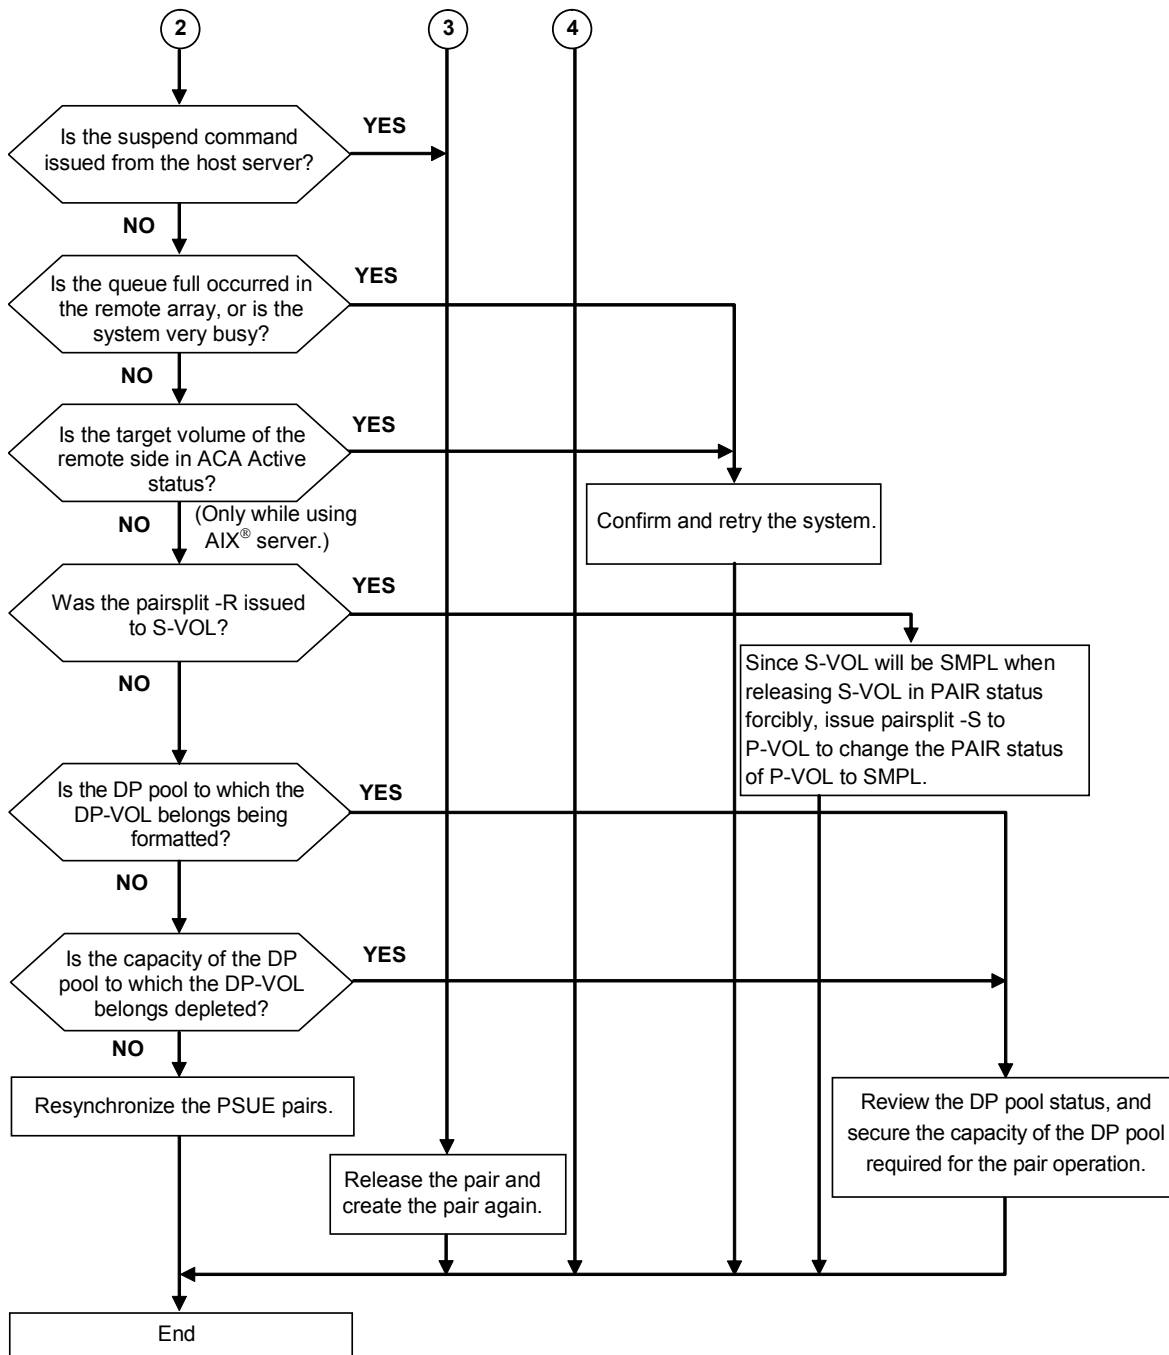 2
3
4
Is the suspend command
issued from the host server?
YES
NO
Is the queue full occurred in
the remote array, or is the
system very busy?
YES
NO
Is the target volume of the
remote side in ACA Active
status?
YES
NO
(Only while using
AIX® server.)
Confirm and retry the system.
Was the pairsplit -R issued
to S-VOL?
YES
NO
Since S-VOL will be SMPL when
releasing S-VOL in PAIR status
forcibly, issue pairsplit -S to
P-VOL to change the PAIR status
of P-VOL to SMPL.
Is the DP pool to which the
DP-VOL belongs being
formatted?
YES
NO
Is the capacity of the DP
pool to which the DP-VOL
belongs depleted?
YES
NO
Resynchronize the PSUE pairs.
Review the DP pool status, and
secure the capacity of the DP pool
required for the pair operation.
Release the pair and
create the pair again.
End